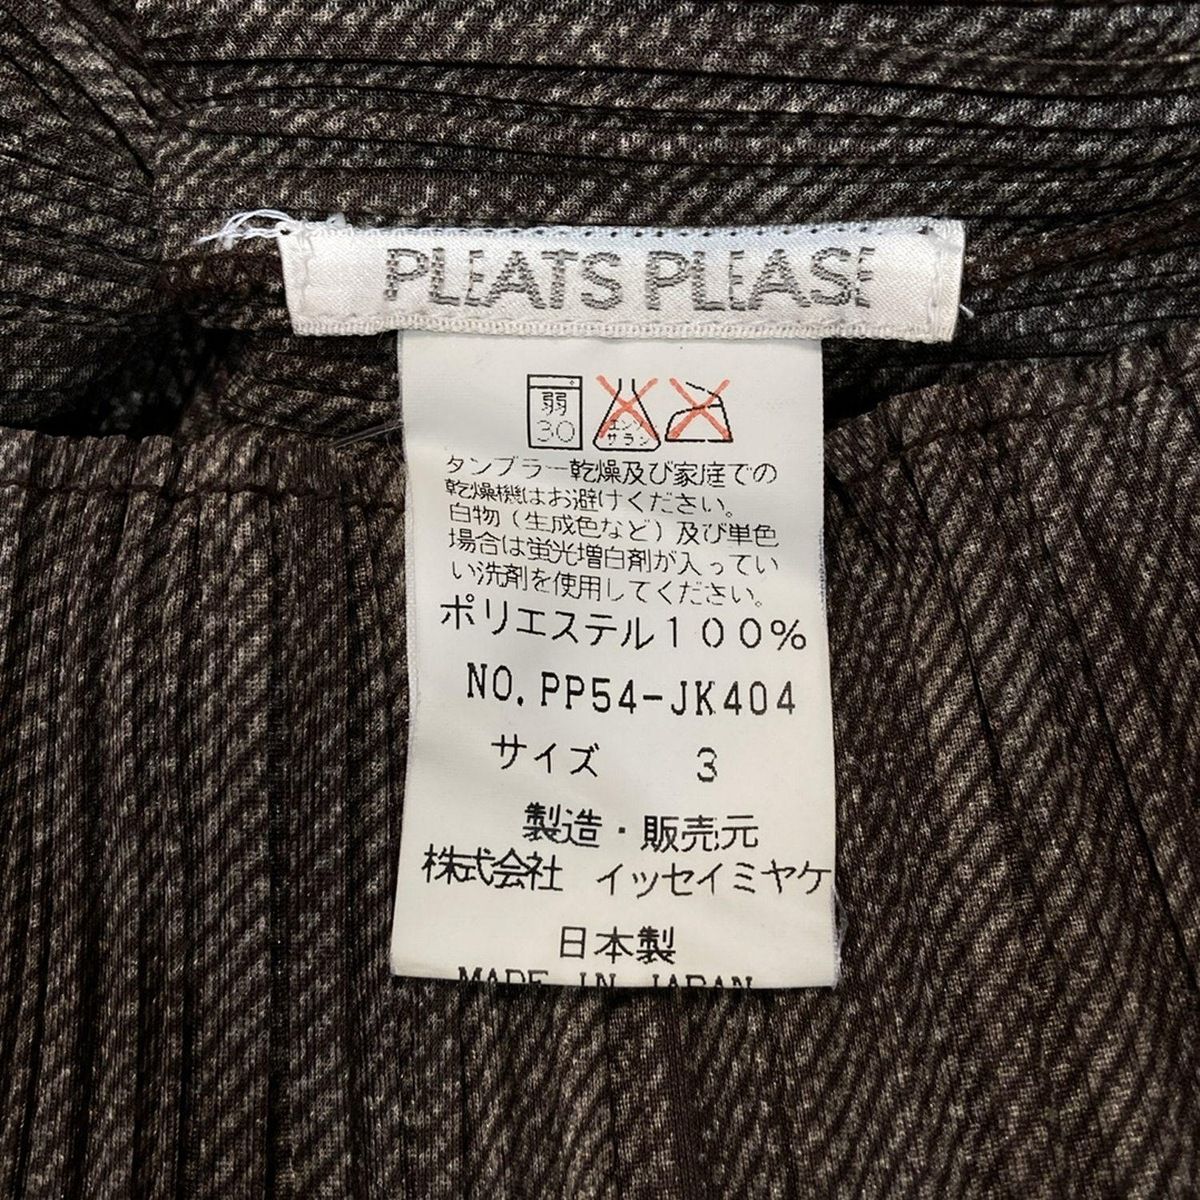 PLEATS PLEASE
弱
30
エンソ
サラシ
タンブラー乾燥及び家庭での
乾燥機はお避けください。
白物（生成色など）及び単色
場合は蛍光増白剤が入ってい
い洗剤を使用してください。
ポリエステル100%
NO. PP54-JK404
サイズ 3
製造・販売元
株式会社 イッセイミヤケ
日本製
MADE IN JAPAN